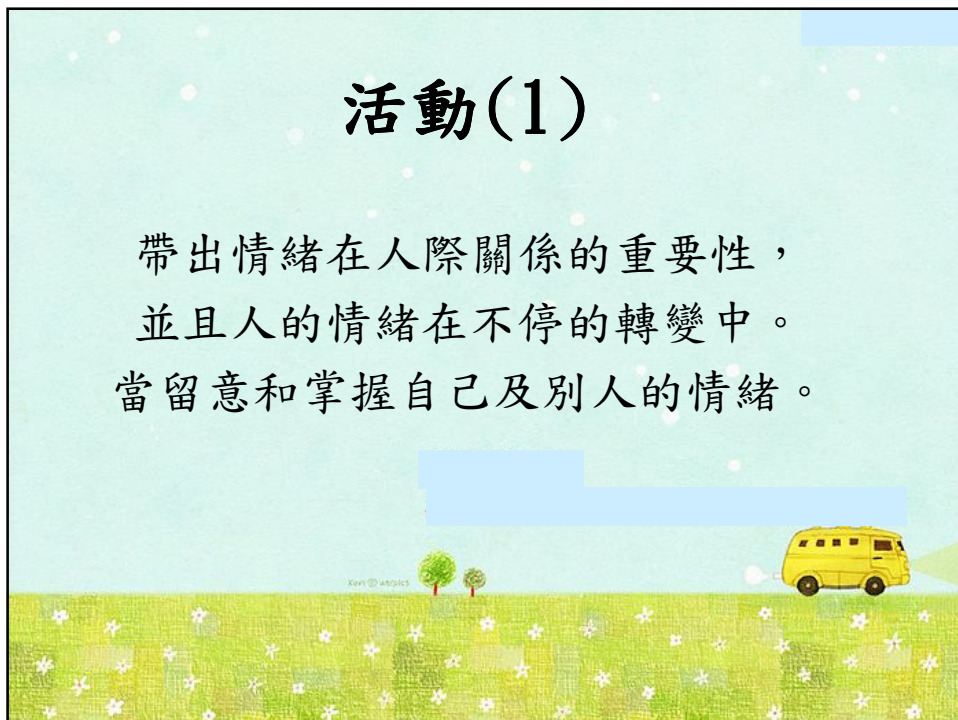 活動(1)
帶出情緒在人際關係的重要性，
並且人的情緒在不停的轉變中。
當留意和掌握自己及別人的情緒。